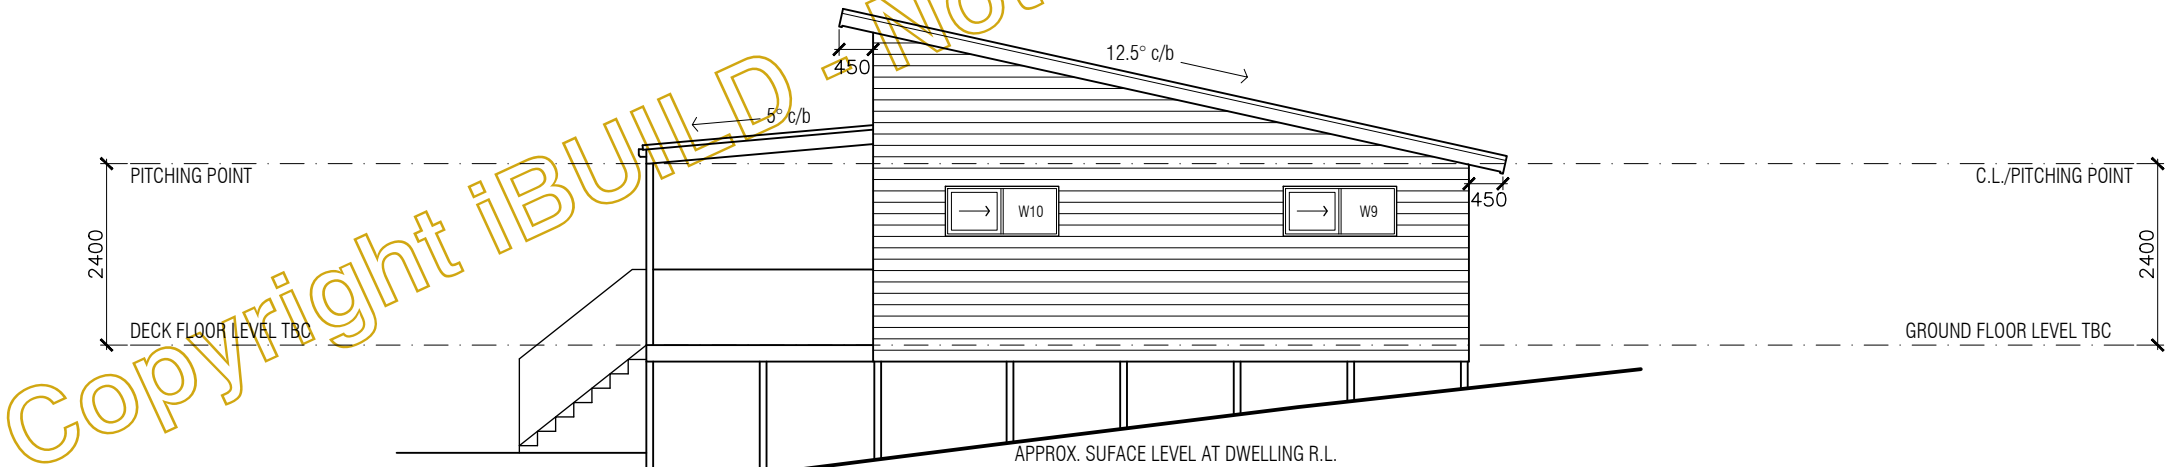 12.5° c/b
450
5° c/b
PITCHING POINT
C.L./PITCHING POINT
450
W10
W9
2400
2400
DECK FLOOR LEVEL TBC
GROUND FLOOR LEVEL TBC
APPROX. SUFACE LEVEL AT DWELLING R.L.
Copyright iBUILD -